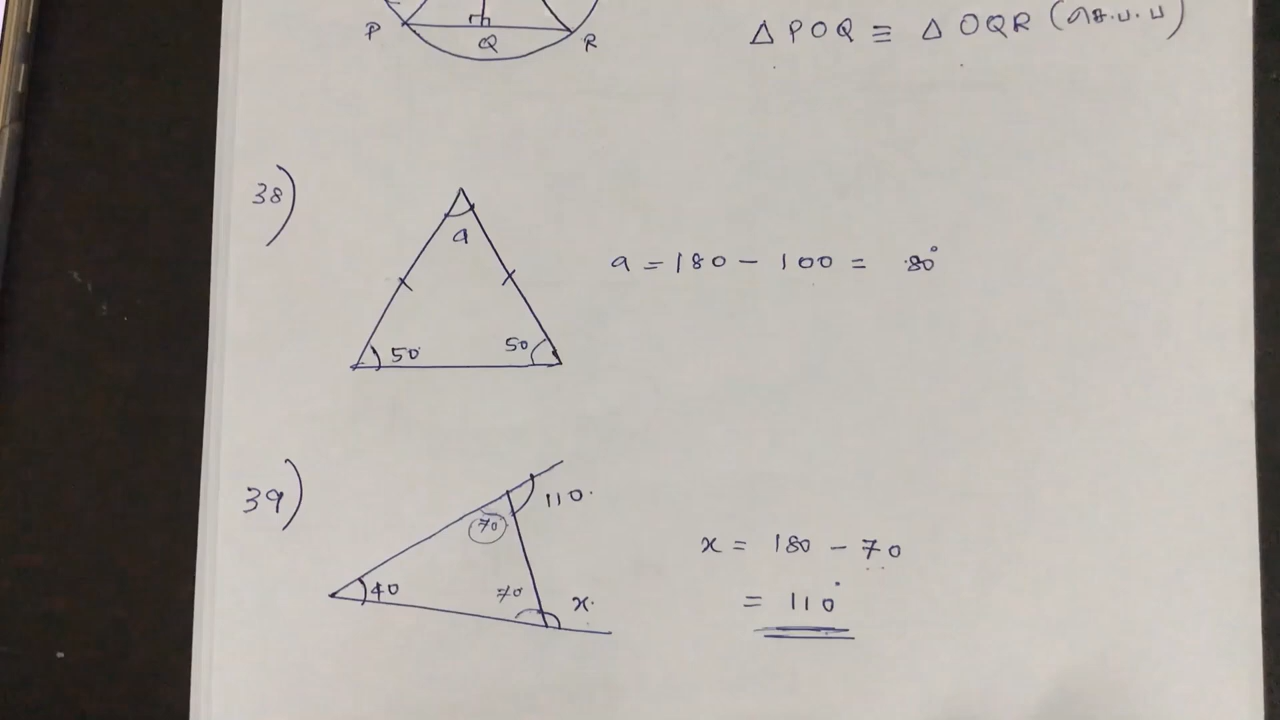 P Q R
△ POQ ≡ △ OQR
38)
a
50 50
a = 180 - 100 = 80°
39)
110
70
40 70 x
x = 180 - 70
= 110°